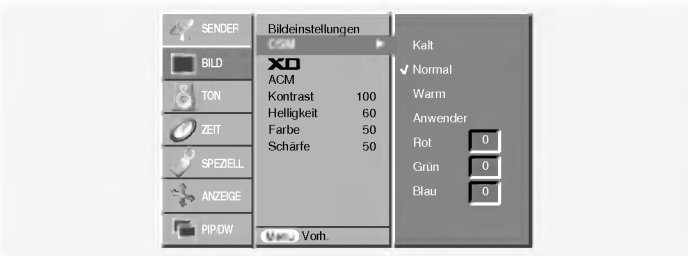 SENDER
BILD
TON
ZEIT
SPEZIELL
ANZEIGE
PIP/DW
Bildeinstellungen
CSM
XD
ACM
Kontrast 100
Helligkeit 60
Farbe 50
Schärfe 50
Menu Vorh.
Kalt
Normal
Warm
Anwender
Rot 0
Grün 0
Blau 0